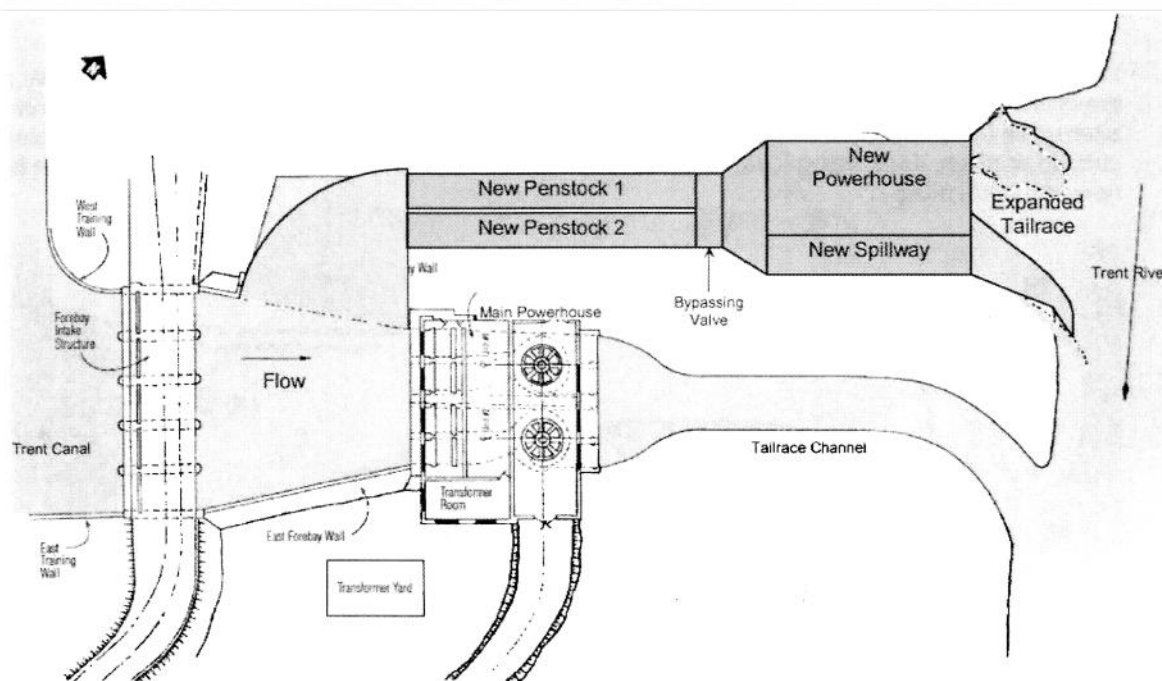 New Penstock 1
New Penstock 2
New
Powerhouse
New Spillway
Expanded
Tailrace
Trent Rive
West
Training
Wall
Wall
Bypassing
Valve
Main Powerhouse
Forebay
Intake
Structure
Flow
Trent Canal
Tailrace Channel
Transformer
Room
East Forebay Wall
East
Training
Wall
Transformer Yard